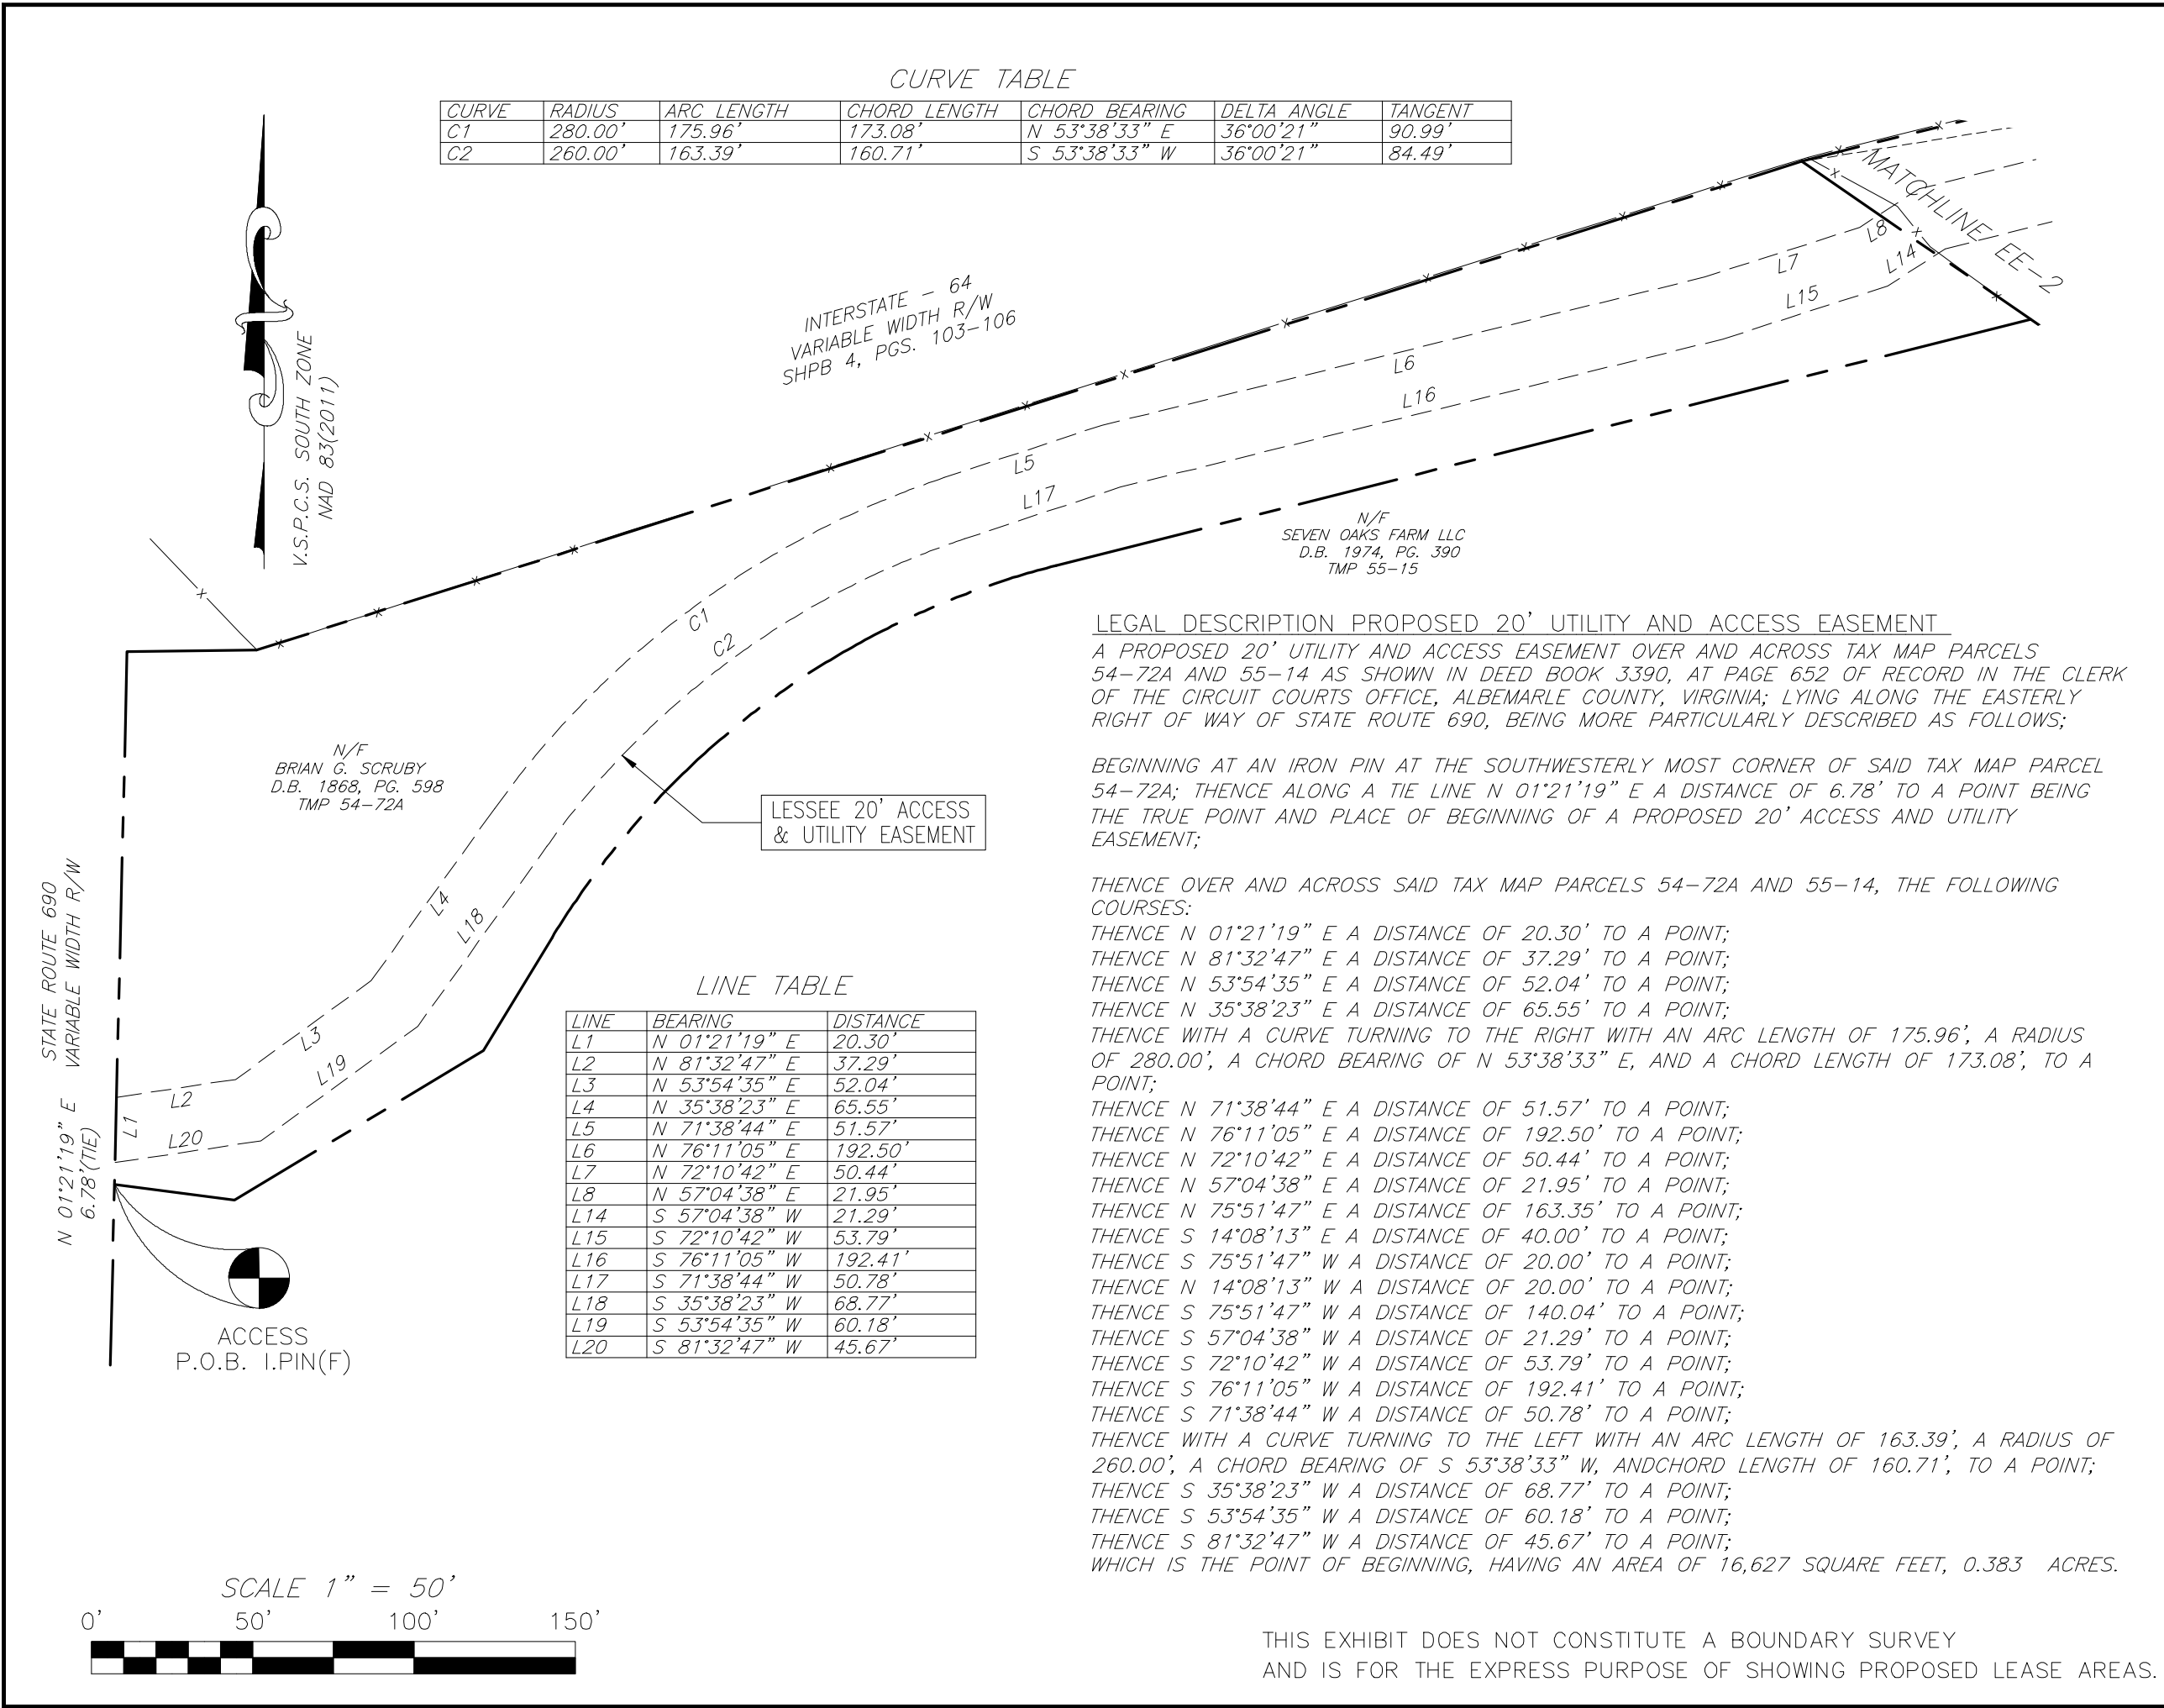 CURVE TABLE
CURVE RADIUS ARC LENGTH CHORD LENGTH CHORD BEARING DELTA ANGLE TANGENT
C1 280.00' 175.96' 173.08' N 53°38'33" E 36°00'21" 90.99'
C2 260.00' 163.39' 160.71' S 53°38'33" W 36°00'21" 84.49'
V.S.P.C.S. SOUTH ZONE
NAD 83(2011)
INTERSTATE - 64
VARIABLE WIDTH R/W
SHPB 4, PGS. 103-106
MATCHLINE EE-2
L8
L14
L7
L15
L6
L16
L5
L17
C1
C2
N/F
SEVEN OAKS FARM LLC
D.B. 1974, PG. 390
TMP 55-15
N/F
BRIAN G. SCRUBY
D.B. 1868, PG. 598
TMP 54-72A
LESSEE 20' ACCESS
& UTILITY EASEMENT
STATE ROUTE 690
VARIABLE WIDTH R/W
L4
L18
L3
L19
L2
L1
L20
N 01°21'19" E
6.78'(TIE)
ACCESS
P.O.B. I.PIN(F)
LINE TABLE
LINE BEARING DISTANCE
L1 N 01°21'19" E 20.30'
L2 N 81°32'47" E 37.29'
L3 N 53°54'35" E 52.04'
L4 N 35°38'23" E 65.55'
L5 N 71°38'44" E 51.57'
L6 N 76°11'05" E 192.50'
L7 N 72°10'42" E 50.44'
L8 N 57°04'38" E 21.95'
L14 S 57°04'38" W 21.29'
L15 S 72°10'42" W 53.79'
L16 S 76°11'05" W 192.41'
L17 S 71°38'44" W 50.78'
L18 S 35°38'23" W 68.77'
L19 S 53°54'35" W 60.18'
L20 S 81°32'47" W 45.67'
LEGAL DESCRIPTION PROPOSED 20' UTILITY AND ACCESS EASEMENT
A PROPOSED 20' UTILITY AND ACCESS EASEMENT OVER AND ACROSS TAX MAP PARCELS
54-72A AND 55-14 AS SHOWN IN DEED BOOK 3390, AT PAGE 652 OF RECORD IN THE CLERK
OF THE CIRCUIT COURTS OFFICE, ALBEMARLE COUNTY, VIRGINIA; LYING ALONG THE EASTERLY
RIGHT OF WAY OF STATE ROUTE 690, BEING MORE PARTICULARLY DESCRIBED AS FOLLOWS;
BEGINNING AT AN IRON PIN AT THE SOUTHWESTERLY MOST CORNER OF SAID TAX MAP PARCEL
54-72A; THENCE ALONG A TIE LINE N 01°21'19" E A DISTANCE OF 6.78' TO A POINT BEING
THE TRUE POINT AND PLACE OF BEGINNING OF A PROPOSED 20' ACCESS AND UTILITY
EASEMENT;
THENCE OVER AND ACROSS SAID TAX MAP PARCELS 54-72A AND 55-14, THE FOLLOWING
COURSES:
THENCE N 01°21'19" E A DISTANCE OF 20.30' TO A POINT;
THENCE N 81°32'47" E A DISTANCE OF 37.29' TO A POINT;
THENCE N 53°54'35" E A DISTANCE OF 52.04' TO A POINT;
THENCE N 35°38'23" E A DISTANCE OF 65.55' TO A POINT;
THENCE WITH A CURVE TURNING TO THE RIGHT WITH AN ARC LENGTH OF 175.96', A RADIUS
OF 280.00', A CHORD BEARING OF N 53°38'33" E, AND A CHORD LENGTH OF 173.08', TO A
POINT;
THENCE N 71°38'44" E A DISTANCE OF 51.57' TO A POINT;
THENCE N 76°11'05" E A DISTANCE OF 192.50' TO A POINT;
THENCE N 72°10'42" E A DISTANCE OF 50.44' TO A POINT;
THENCE N 57°04'38" E A DISTANCE OF 21.95' TO A POINT;
THENCE N 75°51'47" E A DISTANCE OF 163.35' TO A POINT;
THENCE S 14°08'13" E A DISTANCE OF 40.00' TO A POINT;
THENCE S 75°51'47" W A DISTANCE OF 20.00' TO A POINT;
THENCE N 14°08'13" W A DISTANCE OF 20.00' TO A POINT;
THENCE S 75°51'47" W A DISTANCE OF 140.04' TO A POINT;
THENCE S 57°04'38" W A DISTANCE OF 21.29' TO A POINT;
THENCE S 72°10'42" W A DISTANCE OF 53.79' TO A POINT;
THENCE S 76°11'05" W A DISTANCE OF 192.41' TO A POINT;
THENCE S 71°38'44" W A DISTANCE OF 50.78' TO A POINT;
THENCE WITH A CURVE TURNING TO THE LEFT WITH AN ARC LENGTH OF 163.39', A RADIUS OF
260.00', A CHORD BEARING OF S 53°38'33" W, ANDCHORD LENGTH OF 160.71', TO A POINT;
THENCE S 35°38'23" W A DISTANCE OF 68.77' TO A POINT;
THENCE S 53°54'35" W A DISTANCE OF 60.18' TO A POINT;
THENCE S 81°32'47" W A DISTANCE OF 45.67' TO A POINT;
WHICH IS THE POINT OF BEGINNING, HAVING AN AREA OF 16,627 SQUARE FEET, 0.383 ACRES.
SCALE 1" = 50'
0' 50' 100' 150'
THIS EXHIBIT DOES NOT CONSTITUTE A BOUNDARY SURVEY
AND IS FOR THE EXPRESS PURPOSE OF SHOWING PROPOSED LEASE AREAS.